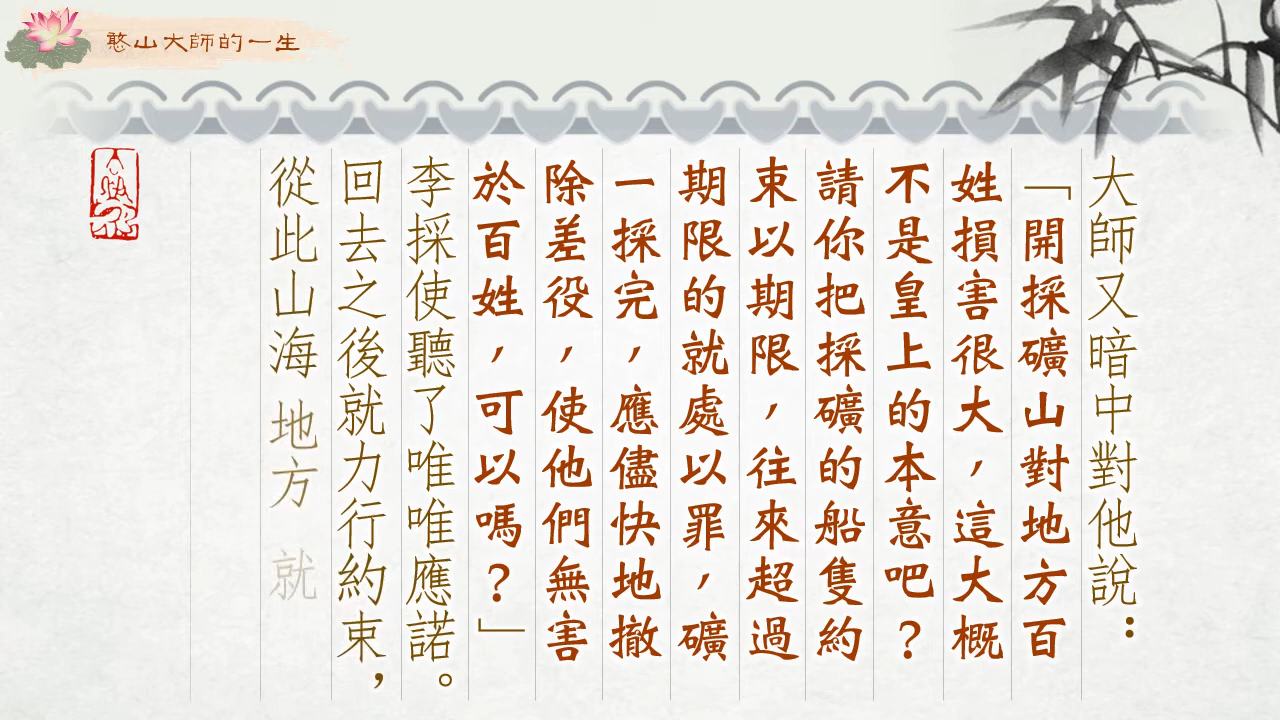 憨山大師的一生
大師又暗中對他說：
「開採礦山對地方百
姓損害很大，這大概
不是皇上的本意吧？
請你把採礦的船隻約
束以期限，往來超過
期限的就處以罪，礦
一採完，應儘快地撤
除差役，使他們無害
於百姓，可以嗎？」
李採使聽了唯唯應諾。
回去之後就力行約束，
從此山海地方就